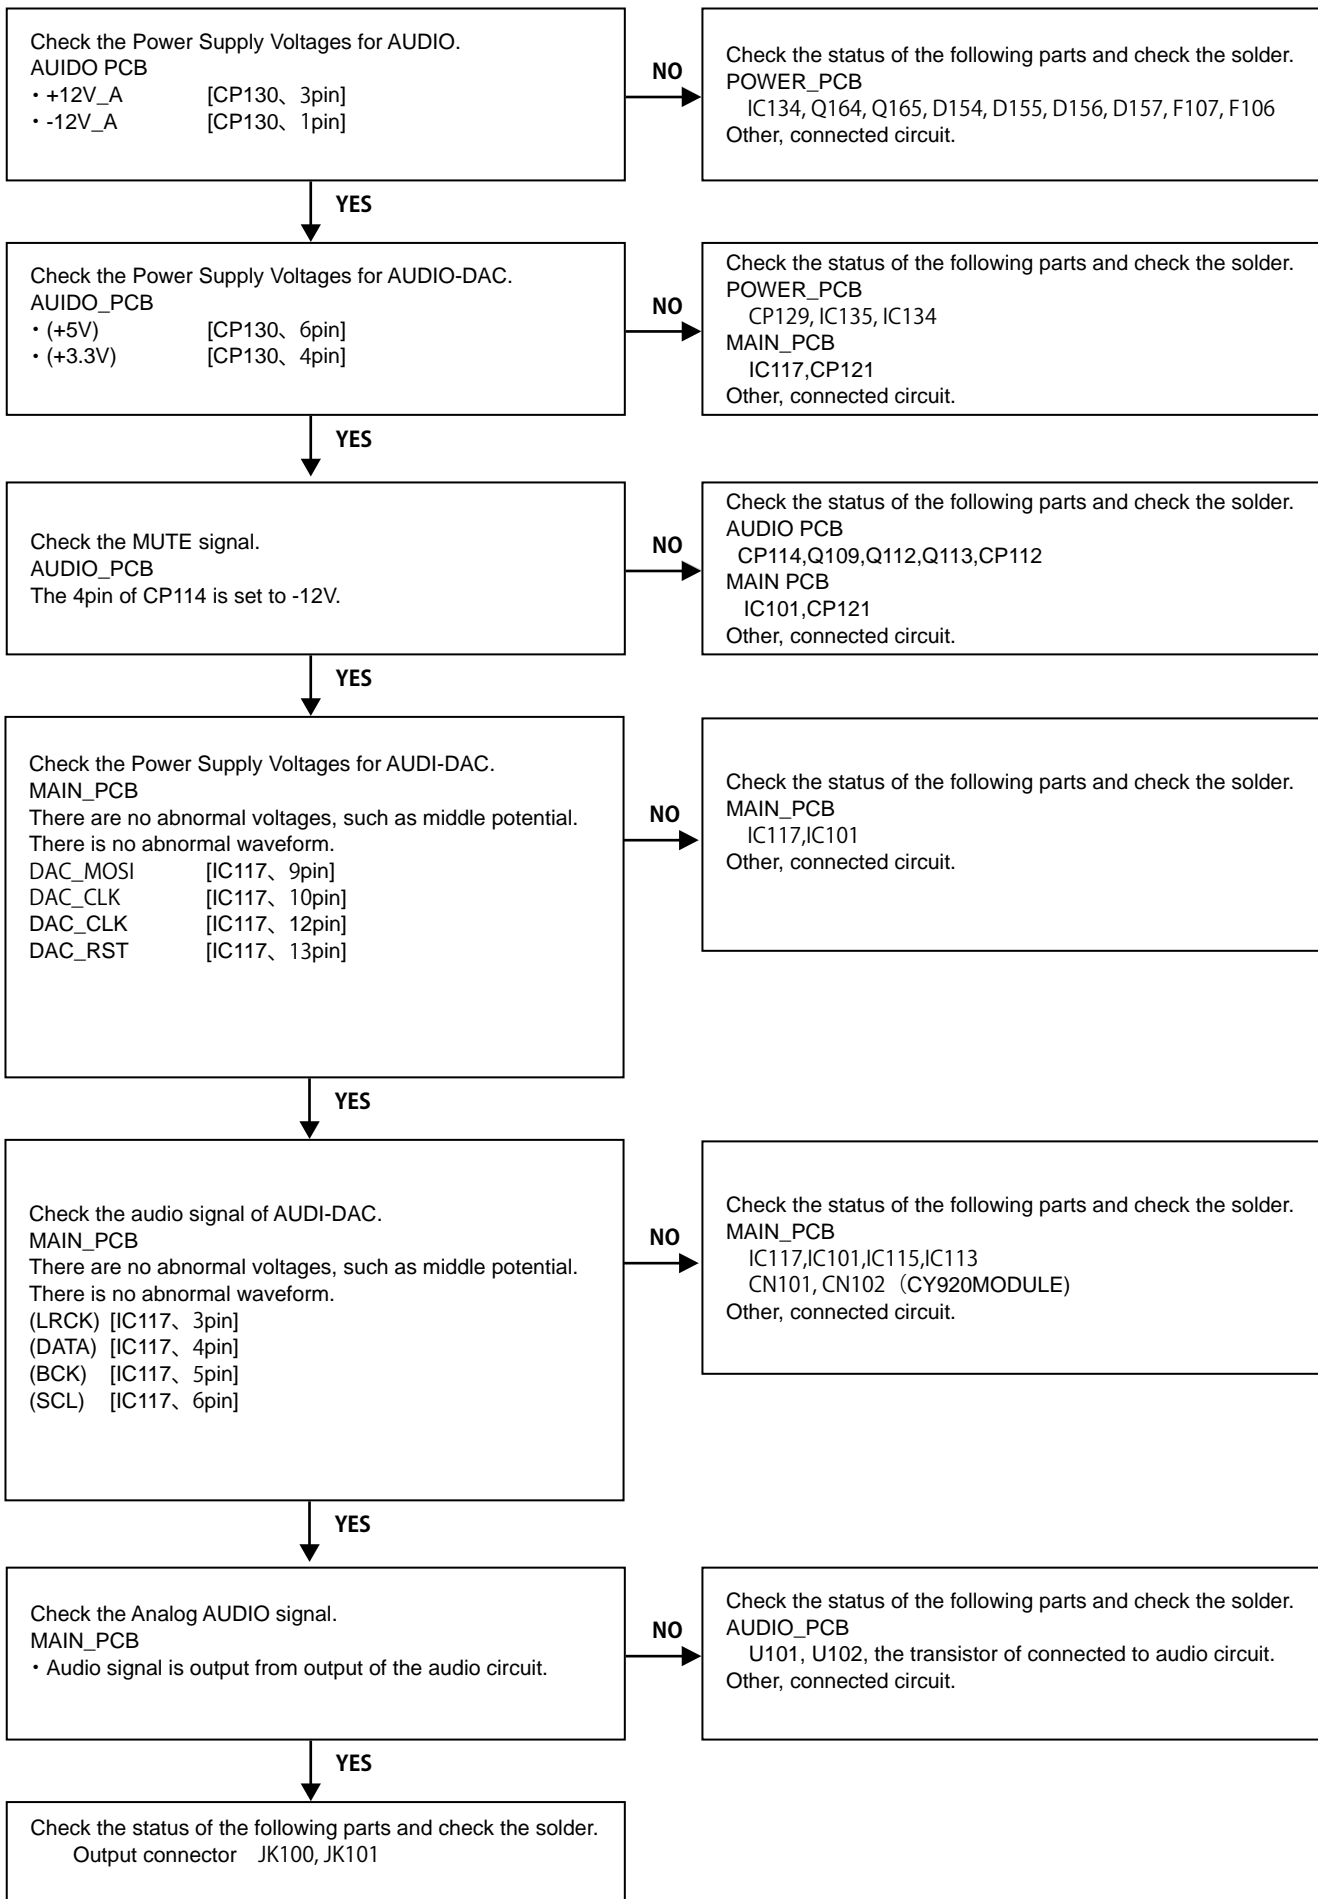 Check the Power Supply Voltages for AUDIO.
AUIDO PCB
・+12V_A [CP130、3pin]
・-12V_A [CP130、1pin]
NO
Check the status of the following parts and check the solder.
POWER_PCB
IC134, Q164, Q165, D154, D155, D156, D157, F107, F106
Other, connected circuit.
YES
Check the Power Supply Voltages for AUDIO-DAC.
AUIDO_PCB
・(+5V) [CP130、6pin]
・(+3.3V) [CP130、4pin]
NO
Check the status of the following parts and check the solder.
POWER_PCB
CP129, IC135, IC134
MAIN_PCB
IC117,CP121
Other, connected circuit.
YES
Check the MUTE signal.
AUDIO_PCB
The 4pin of CP114 is set to -12V.
NO
Check the status of the following parts and check the solder.
AUDIO PCB
CP114,Q109,Q112,Q113,CP112
MAIN PCB
IC101,CP121
Other, connected circuit.
YES
Check the Power Supply Voltages for AUDI-DAC.
MAIN_PCB
There are no abnormal voltages, such as middle potential.
There is no abnormal waveform.
DAC_MOSI [IC117、9pin]
DAC_CLK [IC117、10pin]
DAC_CLK [IC117、12pin]
DAC_RST [IC117、13pin]
NO
Check the status of the following parts and check the solder.
MAIN_PCB
IC117,IC101
Other, connected circuit.
YES
Check the audio signal of AUDI-DAC.
MAIN_PCB
There are no abnormal voltages, such as middle potential.
There is no abnormal waveform.
(LRCK) [IC117、3pin]
(DATA) [IC117、4pin]
(BCK) [IC117、5pin]
(SCL) [IC117、6pin]
NO
Check the status of the following parts and check the solder.
MAIN_PCB
IC117,IC101,IC115,IC113
CN101, CN102（CY920MODULE)
Other, connected circuit.
YES
Check the Analog AUDIO signal.
MAIN_PCB
・Audio signal is output from output of the audio circuit.
NO
Check the status of the following parts and check the solder.
AUDIO_PCB
U101, U102, the transistor of connected to audio circuit.
Other, connected circuit.
YES
Check the status of the following parts and check the solder.
Output connector JK100, JK101